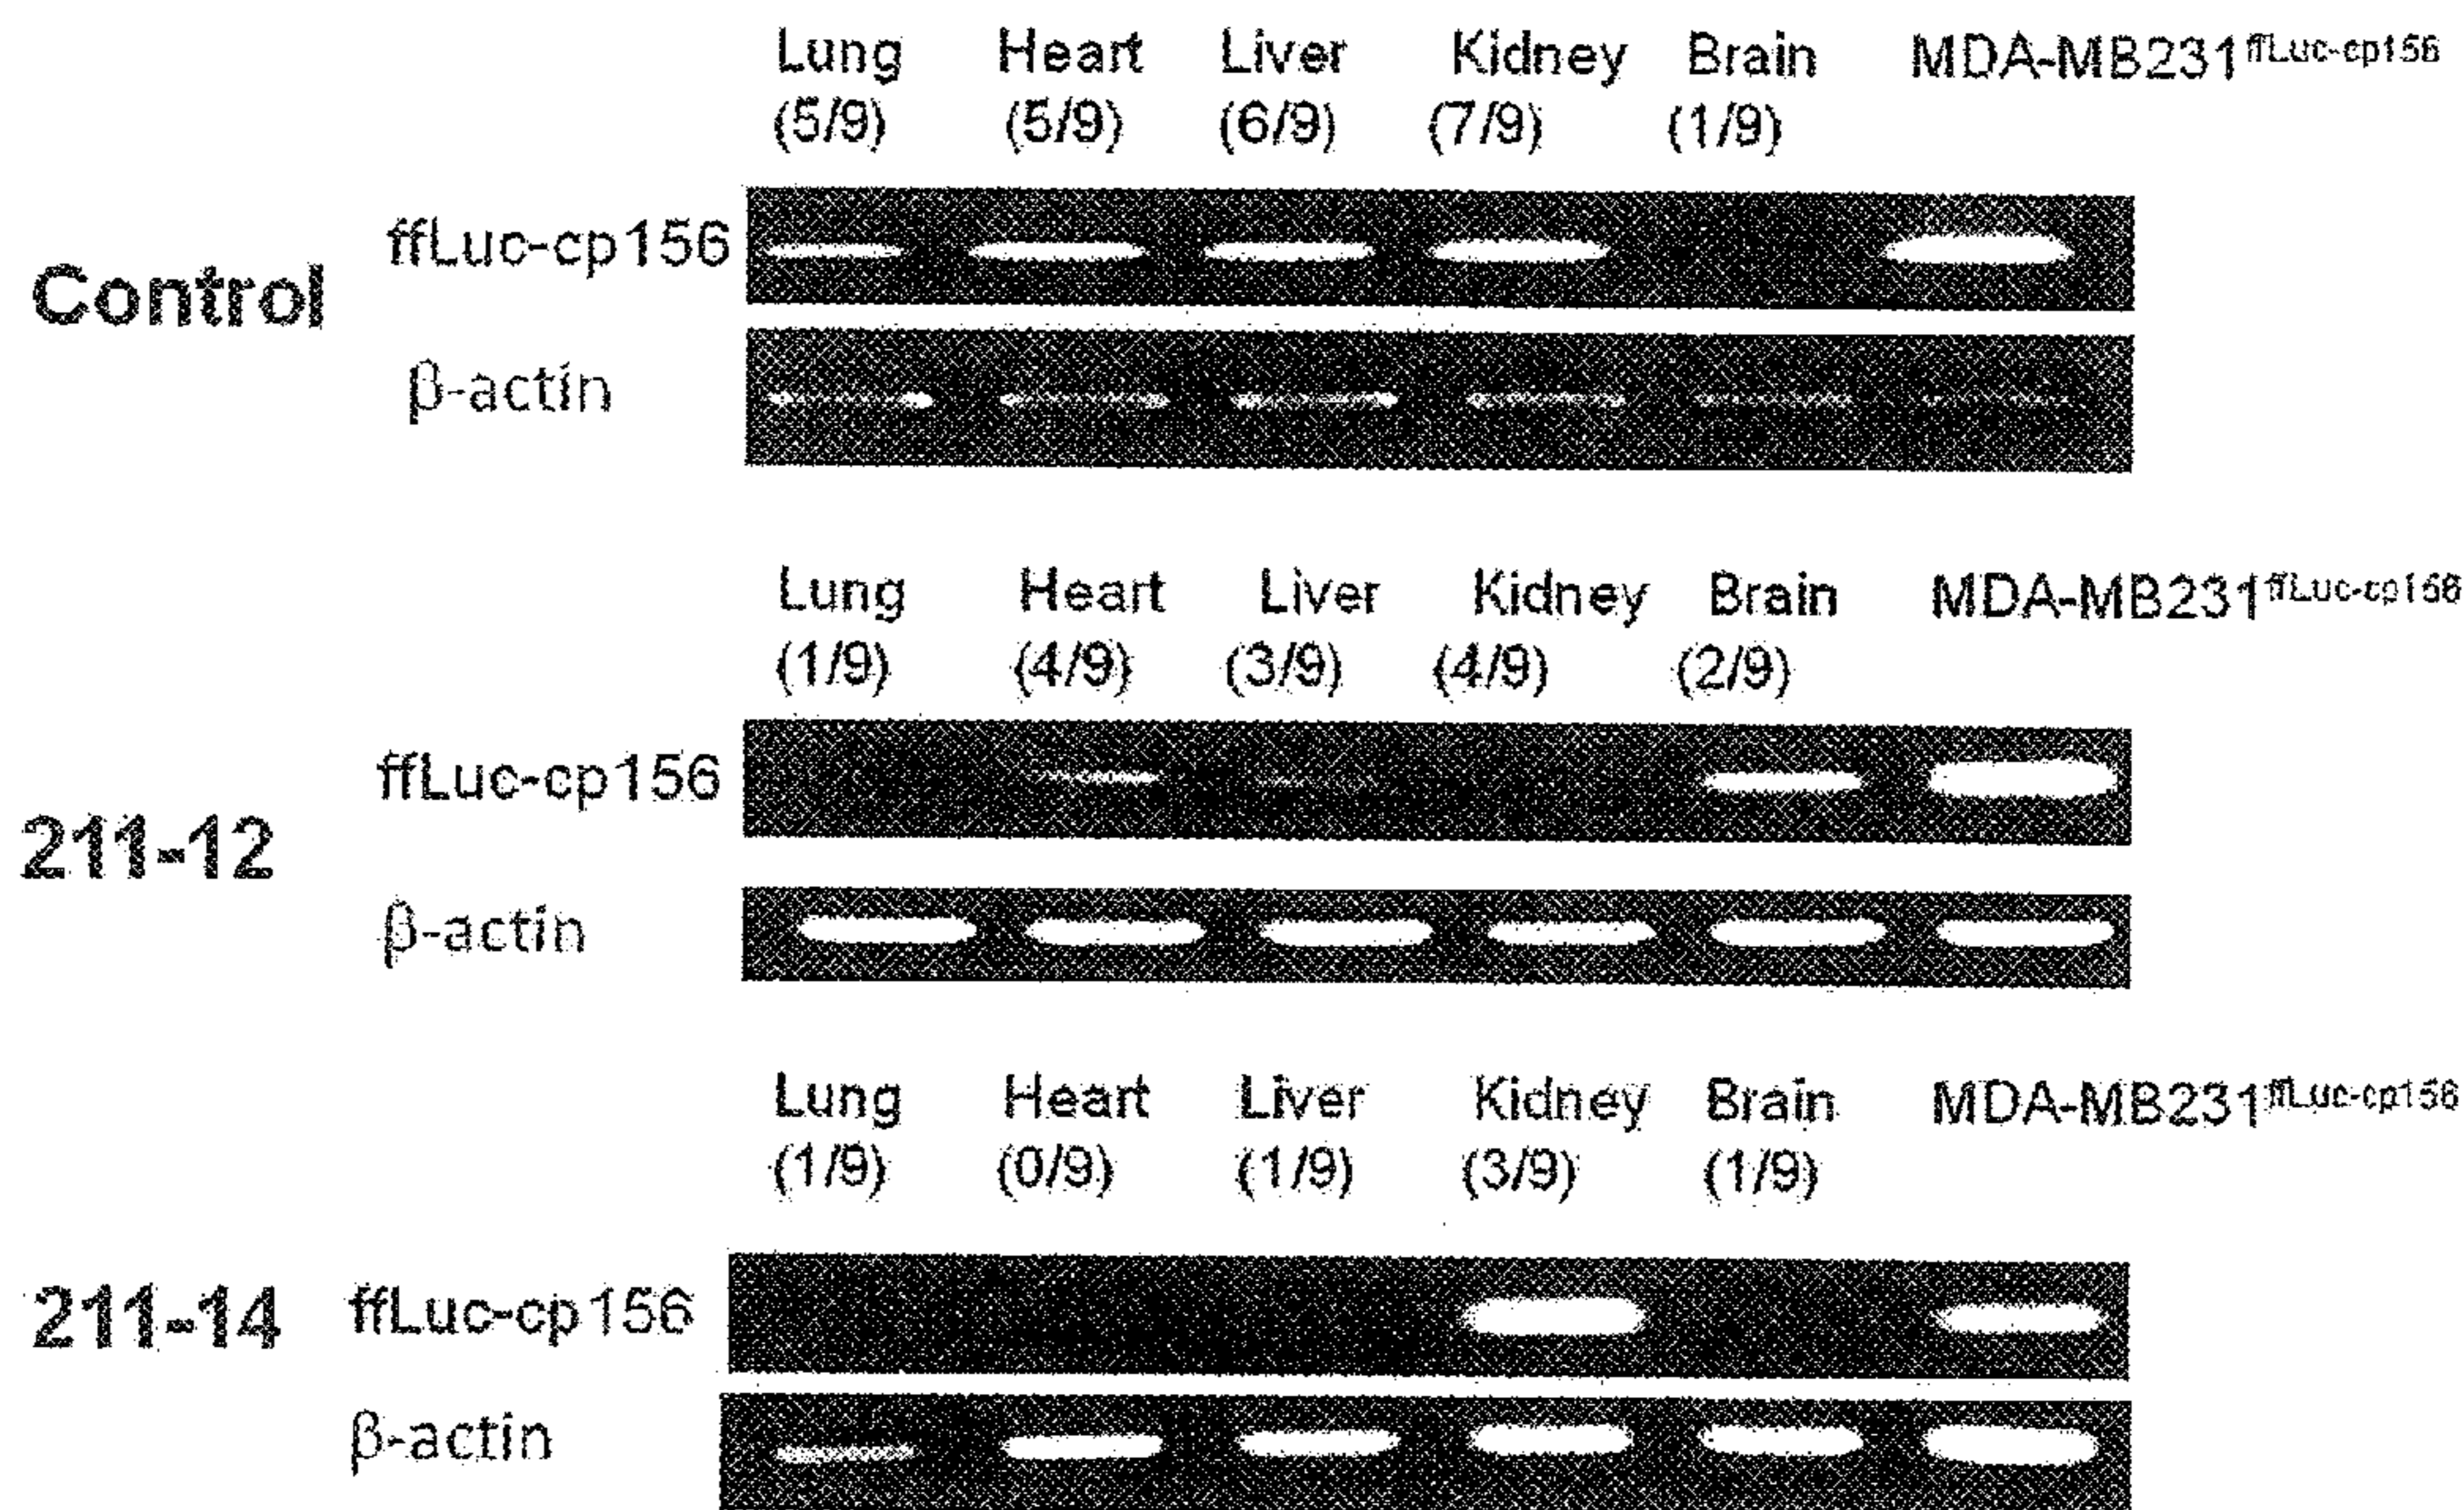 Lung Heart Liver Kidney Brain MDA-MB231ffLuc-cp156
(5/9) (5/9) (6/9) (7/9) (1/9)
ffLuc-cp156
Control
β-actin
Lung Heart Liver Kidney Brain MDA-MB231ffLuc-cp156
(1/9) (4/9) (3/9) (4/9) (2/9)
ffLuc-cp156
211-12
β-actin
Lung Heart Liver Kidney Brain MDA-MB231ffLuc-cp156
(1/9) (0/9) (1/9) (3/9) (1/9)
211-14 ffLuc-cp156
β-actin